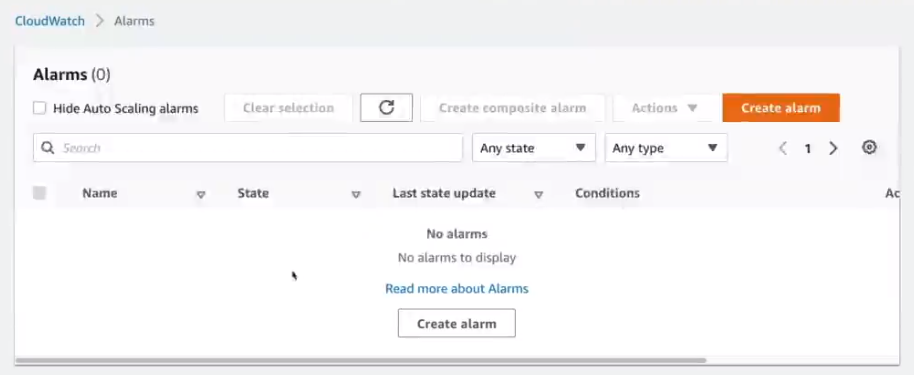 CloudWatch > Alarms
Alarms (0)
Hide Auto Scaling alarms Clear selection Create composite alarm Actions Create alarm
Search Any state Any type 1
Name State Last state update Conditions Ac
No alarms
No alarms to display
Read more about Alarms
Create alarm